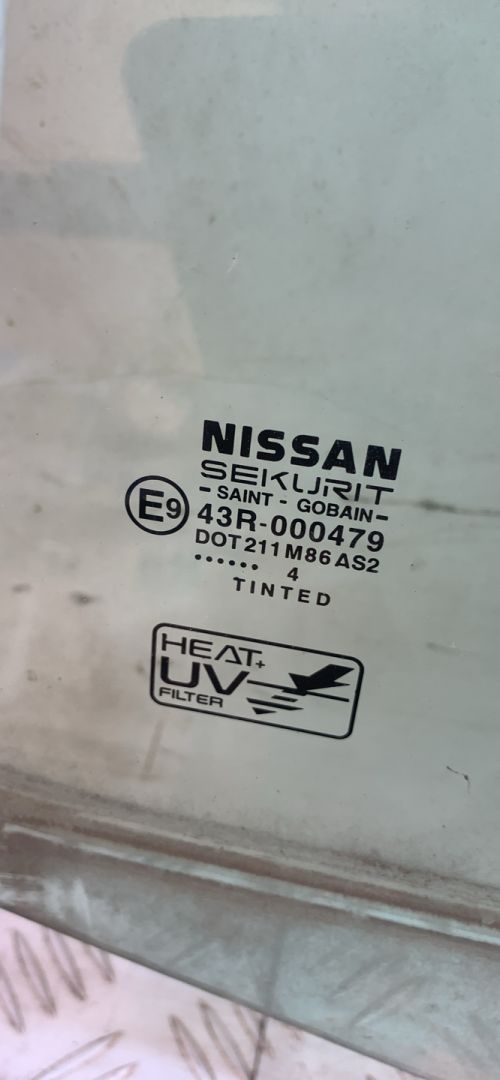 NISSAN
SEKURIT
- SAINT - GOBAIN -
E9
43R-000479
DOT 211 M86 AS2
...... 4
TINTED
HEAT+
UV
FILTER